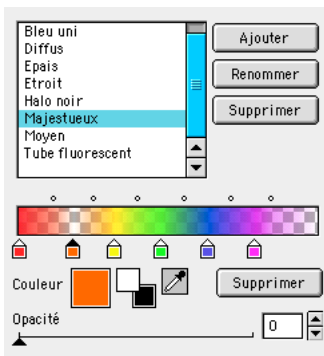 Bleu uni
Diffus
Epais
Etroit
Halo noir
Majestueux
Moyen
Tube fluorescent
Ajouter
Renommer
Supprimer
Couleur
Supprimer
Opacité
0